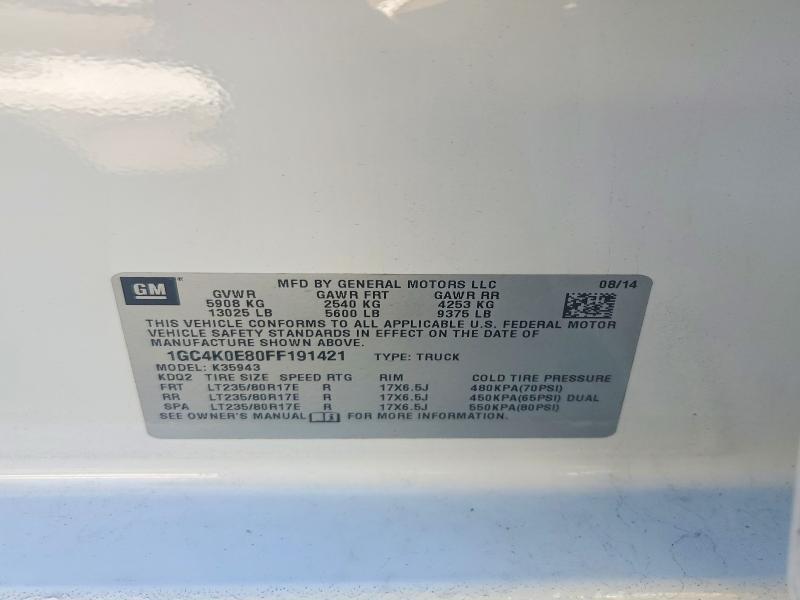 GM® MFD BY GENERAL MOTORS LLC 08/14
GVWR GAWR FRT GAWR RR
5908 KG 2540 KG 4253 KG
13025 LB 5600 LB 9375 LB
THIS VEHICLE CONFORMS TO ALL APPLICABLE U.S. FEDERAL MOTOR
VEHICLE SAFETY STANDARDS IN EFFECT ON THE DATE OF
MANUFACTURE SHOWN ABOVE.
1GC4K0E80FF191421 TYPE: TRUCK
MODEL: K35943
KDQ2 TIRE SIZE SPEED RTG RIM COLD TIRE PRESSURE
FRT LT235/80R17E R 17X6.5J 480KPA(70PSI)
RR LT235/80R17E R 17X6.5J 450KPA(65PSI) DUAL
SPA LT235/80R17E R 17X6.5J 550KPA(80PSI)
SEE OWNER'S MANUAL FOR MORE INFORMATION.